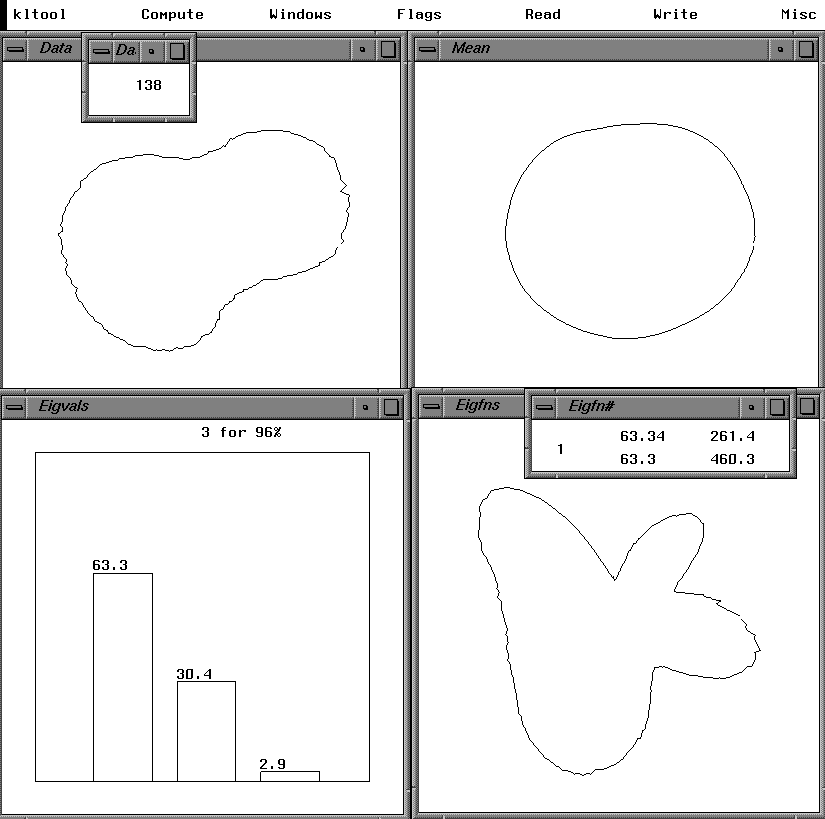 kltool Compute Windows Flags Read Write Misc
Data
Da
138
Mean
Eigvals
3 for 96%
63.3
30.4
2.9
Eigfns
Eigfn#
1
63.34 261.4
63.3 460.3